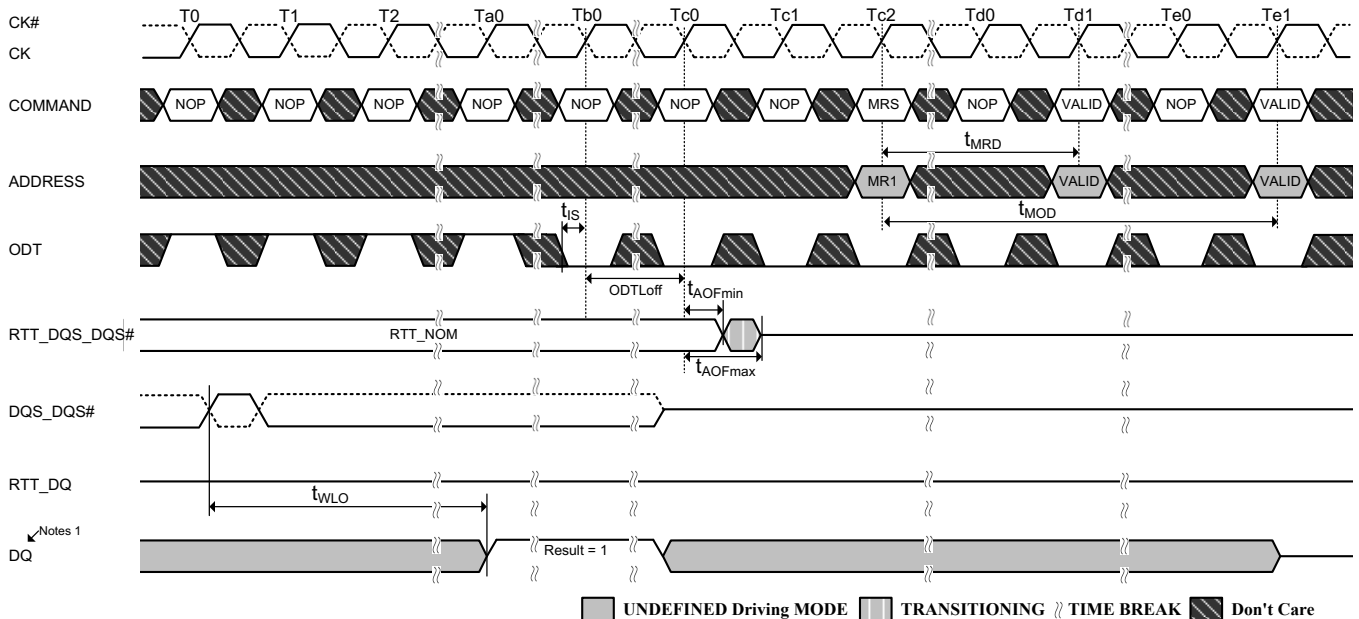 CK#
CK
T0 T1 T2 Ta0 Tb0 Tc0 Tc1 Tc2 Td0 Td1 Te0 Te1
COMMAND NOP NOP NOP NOP NOP NOP NOP MRS NOP VALID NOP VALID
tMRD
ADDRESS MR1 VALID VALID
tIS tMOD
ODT
ODTLoff tAOFmin
RTT_DQS_DQS# RTT_NOM
tAOFmax
DQS_DQS#
RTT_DQ
tWLO
Notes 1
DQ Result = 1
UNDEFINED Driving MODE TRANSITIONING TIME BREAK Don't Care